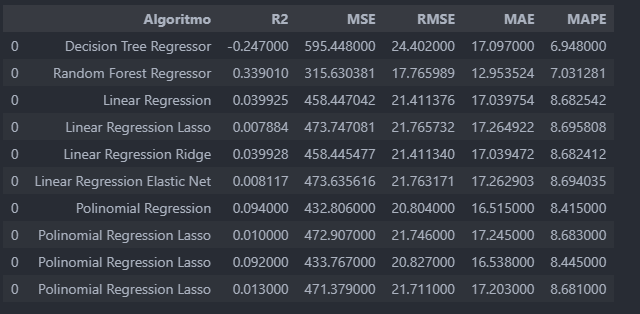 Algoritmo R2 MSE RMSE MAE MAPE
0 Decision Tree Regressor -0.247000 595.448000 24.402000 17.097000 6.948000
0 Random Forest Regressor 0.339010 315.630381 17.765989 12.953524 7.031281
0 Linear Regression 0.039925 458.447042 21.411376 17.039754 8.682542
0 Linear Regression Lasso 0.007884 473.747081 21.765732 17.264922 8.695808
0 Linear Regression Ridge 0.039928 458.445477 21.411340 17.039472 8.682412
0 Linear Regression Elastic Net 0.008117 473.635616 21.763171 17.262903 8.694035
0 Polinomial Regression 0.094000 432.806000 20.804000 16.515000 8.415000
0 Polinomial Regression Lasso 0.010000 472.907000 21.746000 17.245000 8.683000
0 Polinomial Regression Lasso 0.092000 433.767000 20.827000 16.538000 8.445000
0 Polinomial Regression Lasso 0.013000 471.379000 21.711000 17.203000 8.681000